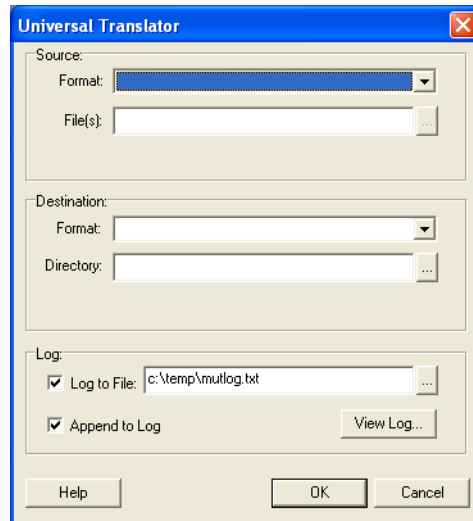 Universal Translator
Source:
Format:
File(s):
...
Destination:
Format:
Directory:
...
Log:
Log to File: c:\temp\mutlog.txt ...
Append to Log View Log...
Help OK Cancel